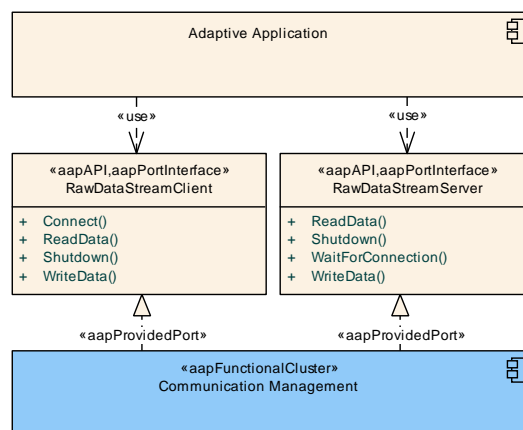 Adaptive Application
«use»
«use»
«aapAPI,aapPortInterface»
RawDataStreamClient
+ Connect()
+ ReadData()
+ Shutdown()
+ WriteData()
«aapAPI,aapPortInterface»
RawDataStreamServer
+ ReadData()
+ Shutdown()
+ WaitForConnection()
+ WriteData()
«aapProvidedPort»
«aapProvidedPort»
«aapFunctionalCluster»
Communication Management